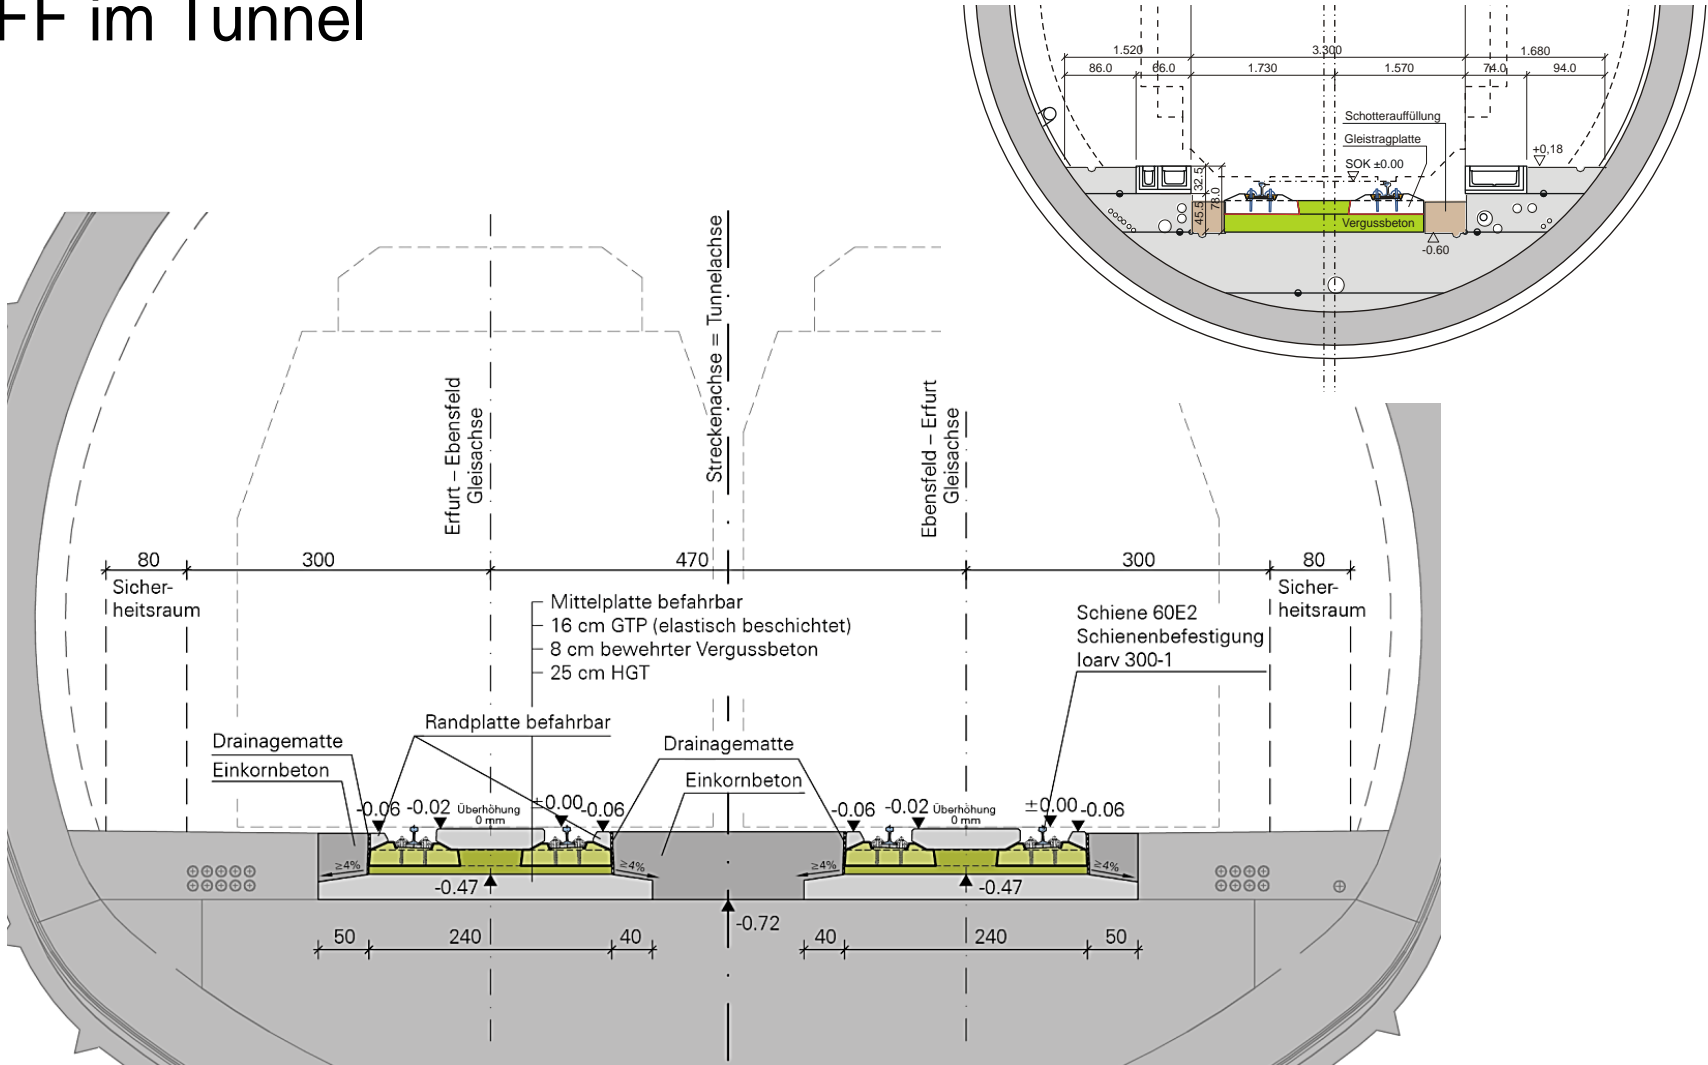 FF im Tunnel
1.520
3.300
1.680
86.0
66.0
1.730
1.570
74.0
94.0
Schotterauffüllung
Gleistragplatte
SOK ±0.00
+0,18
32.5
78.0
45.5
Vergussbeton
-0.60
Erfurt – Ebensfeld
Gleisachse
Streckenachse = Tunnelachse
Ebensfeld – Erfurt
Gleisachse
80
300
470
300
80
Sicher-
heitsraum
Sicher-
heitsraum
Mittelplatte befahrbar
16 cm GTP (elastisch beschichtet)
8 cm bewehrter Vergussbeton
25 cm HGT
Schiene 60E2
Schienenbefestigung
Ioarv 300-1
Randplatte befahrbar
Drainagematte
Einkornbeton
Drainagematte
Einkornbeton
-0.06
-0.02
Überhöhung
0 mm
±0.00
-0.06
-0.06
-0.02
Überhöhung
0 mm
±0.00
-0.06
≥4%
≥4%
≥4%
≥4%
-0.47
-0.47
-0.72
50
240
40
40
240
50